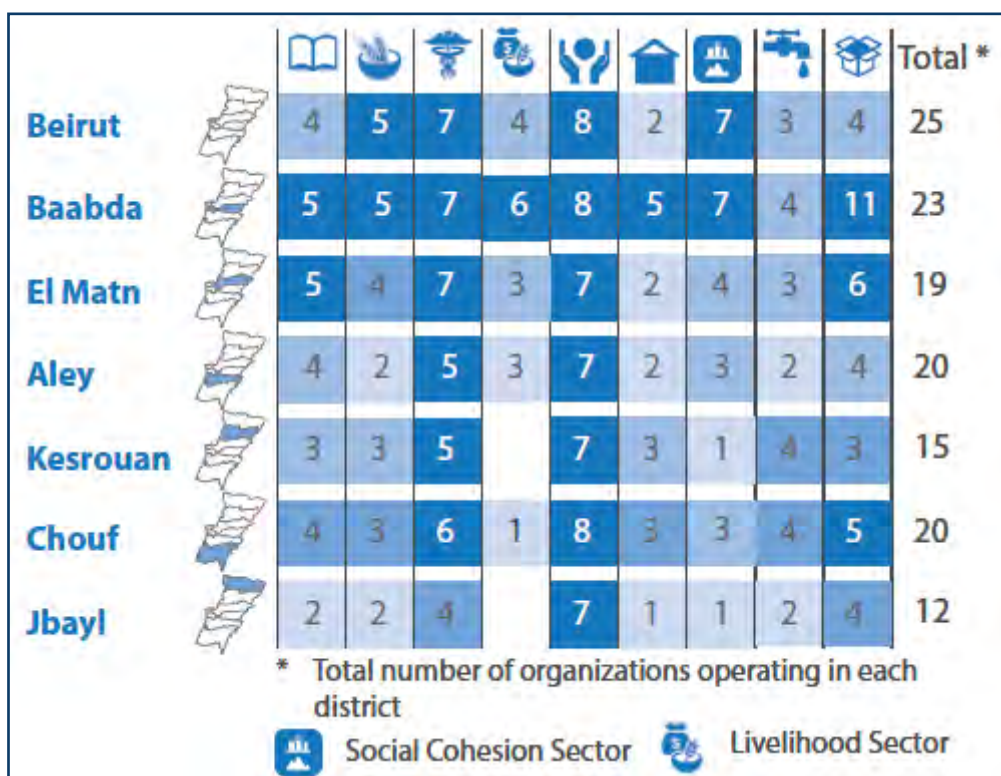 Total *
Beirut 4 5 7 4 8 2 7 3 4 25
Baabda 5 5 7 6 8 5 7 4 11 23
El Matn 5 4 7 3 7 2 4 3 6 19
Aley 4 2 5 3 7 2 3 2 4 20
Kesrouan 3 3 5 7 3 1 4 3 15
Chouf 4 3 6 1 8 3 3 4 5 20
Jbayl 2 2 4 7 1 1 2 4 12
* Total number of organizations operating in each
district
Social Cohesion Sector Livelihood Sector